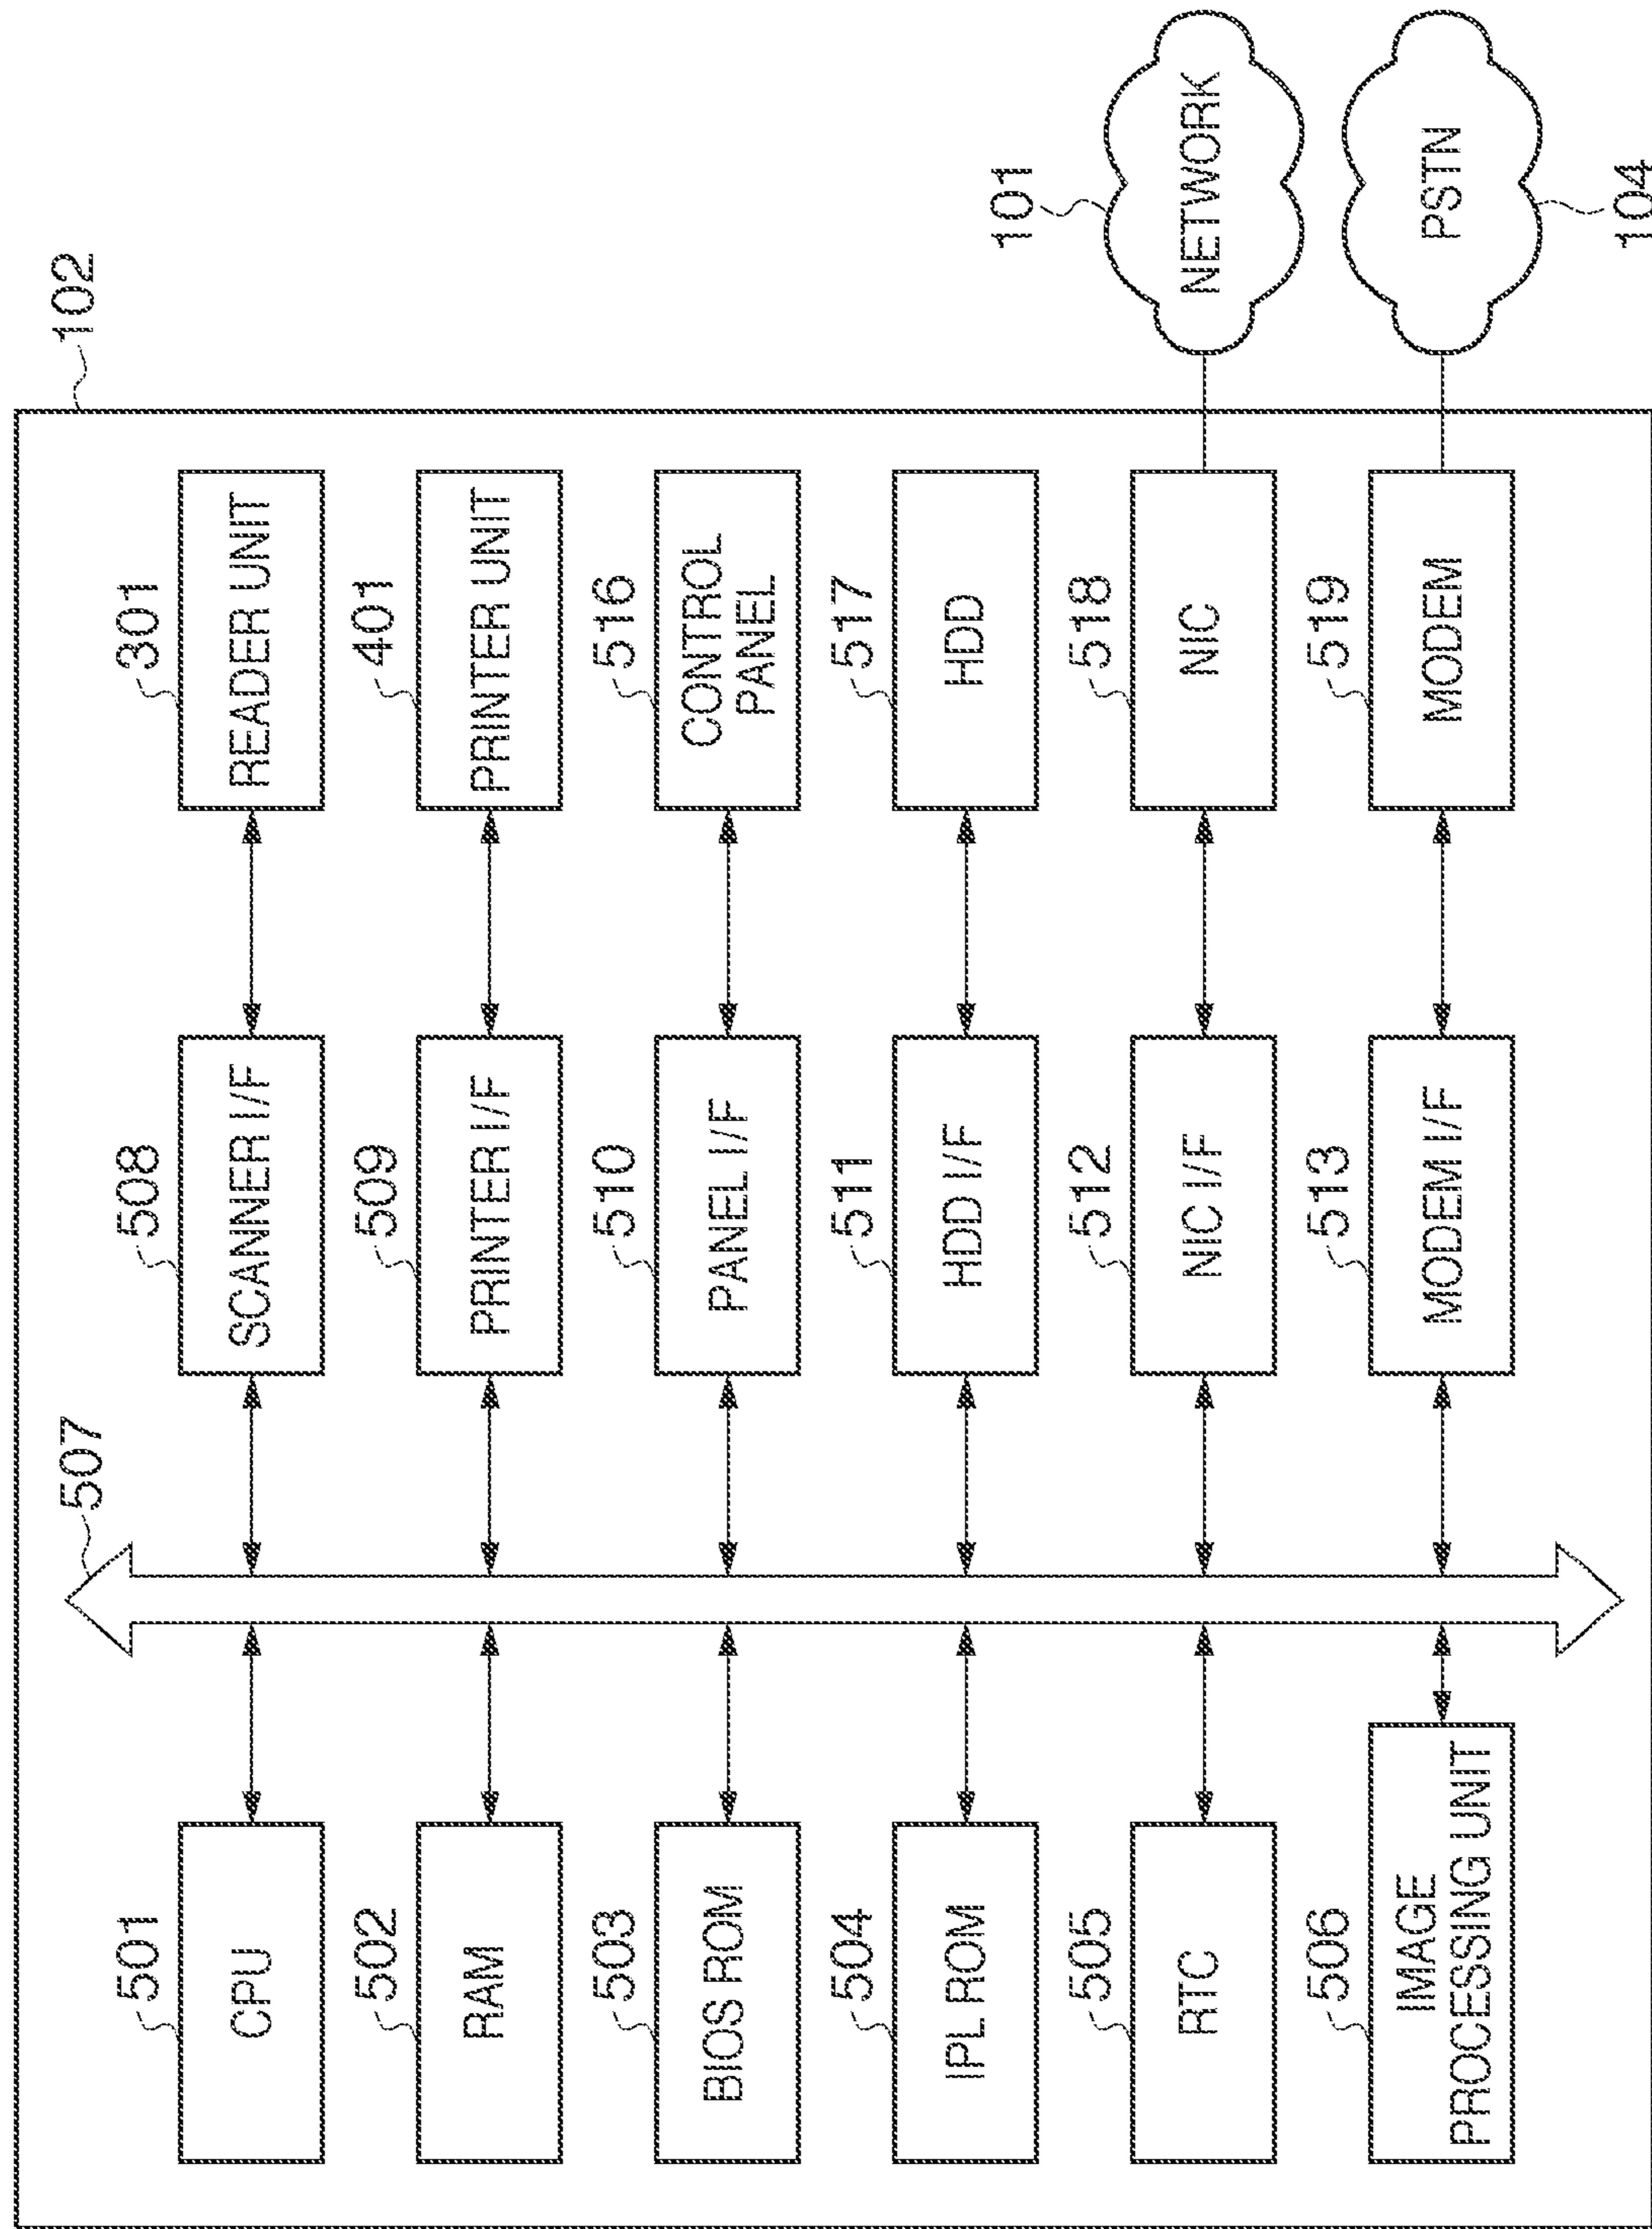 102
507
501
CPU
508
SCANNER I/F
301
READER UNIT
502
RAM
509
PRINTER I/F
401
PRINTER UNIT
503
BIOS ROM
510
PANEL I/F
516
CONTROL
PANEL
504
IPL ROM
511
HDD I/F
517
HDD
505
RTC
512
NIC I/F
518
NIC
101
NETWORK
506
IMAGE
PROCESSING UNIT
513
MODEM I/F
519
MODEM
PSTN
104